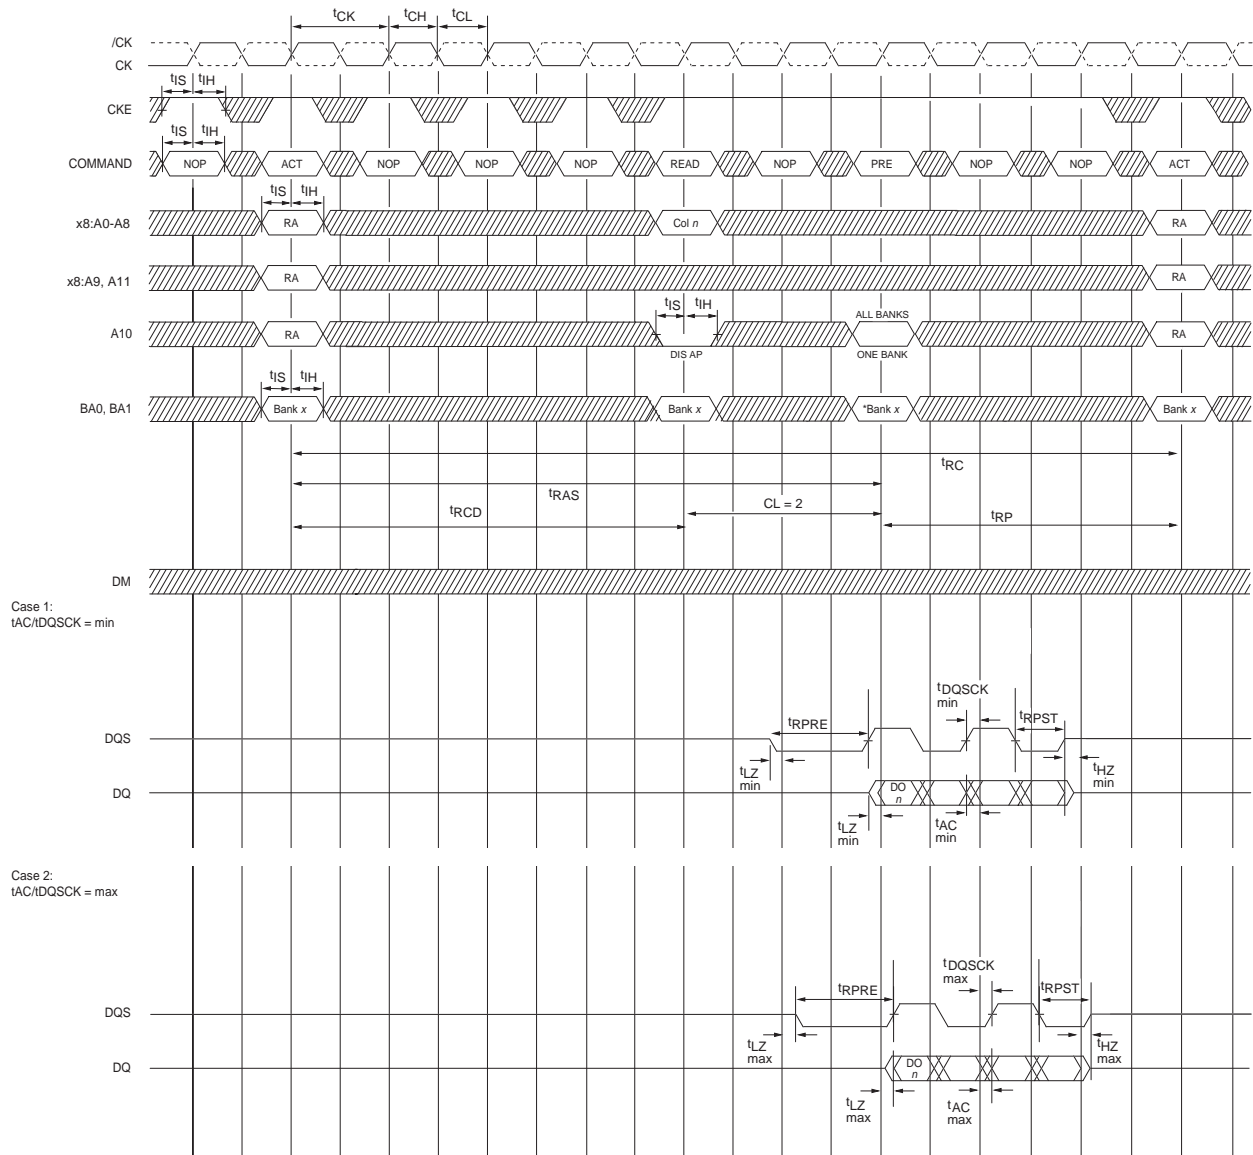 tCK tCH tCL
/CK
CK
tIS tIH
CKE
tIS tIH
COMMAND NOP ACT NOP NOP NOP READ NOP PRE NOP NOP ACT
tIS tIH
x8:A0-A8 RA Col n RA
x8:A9, A11 RA RA
tIS tIH ALL BANKS
A10 RA RA
DIS AP ONE BANK
tIS tIH
BA0, BA1 Bank x Bank x *Bank x Bank x
tRC
tRAS
CL = 2
tRCD tRP
DM
Case 1:
tAC/tDQSCK = min
tDQSCK
min
tRPRE tRPST
DQS
tLZ
min
tHZ
min
DQ DO
n
tLZ
min
tAC
min
Case 2:
tAC/tDQSCK = max
tDQSCK
max
tRPRE tRPST
DQS
tLZ
max
tHZ
max
DQ DO
n
tLZ
max
tAC
max